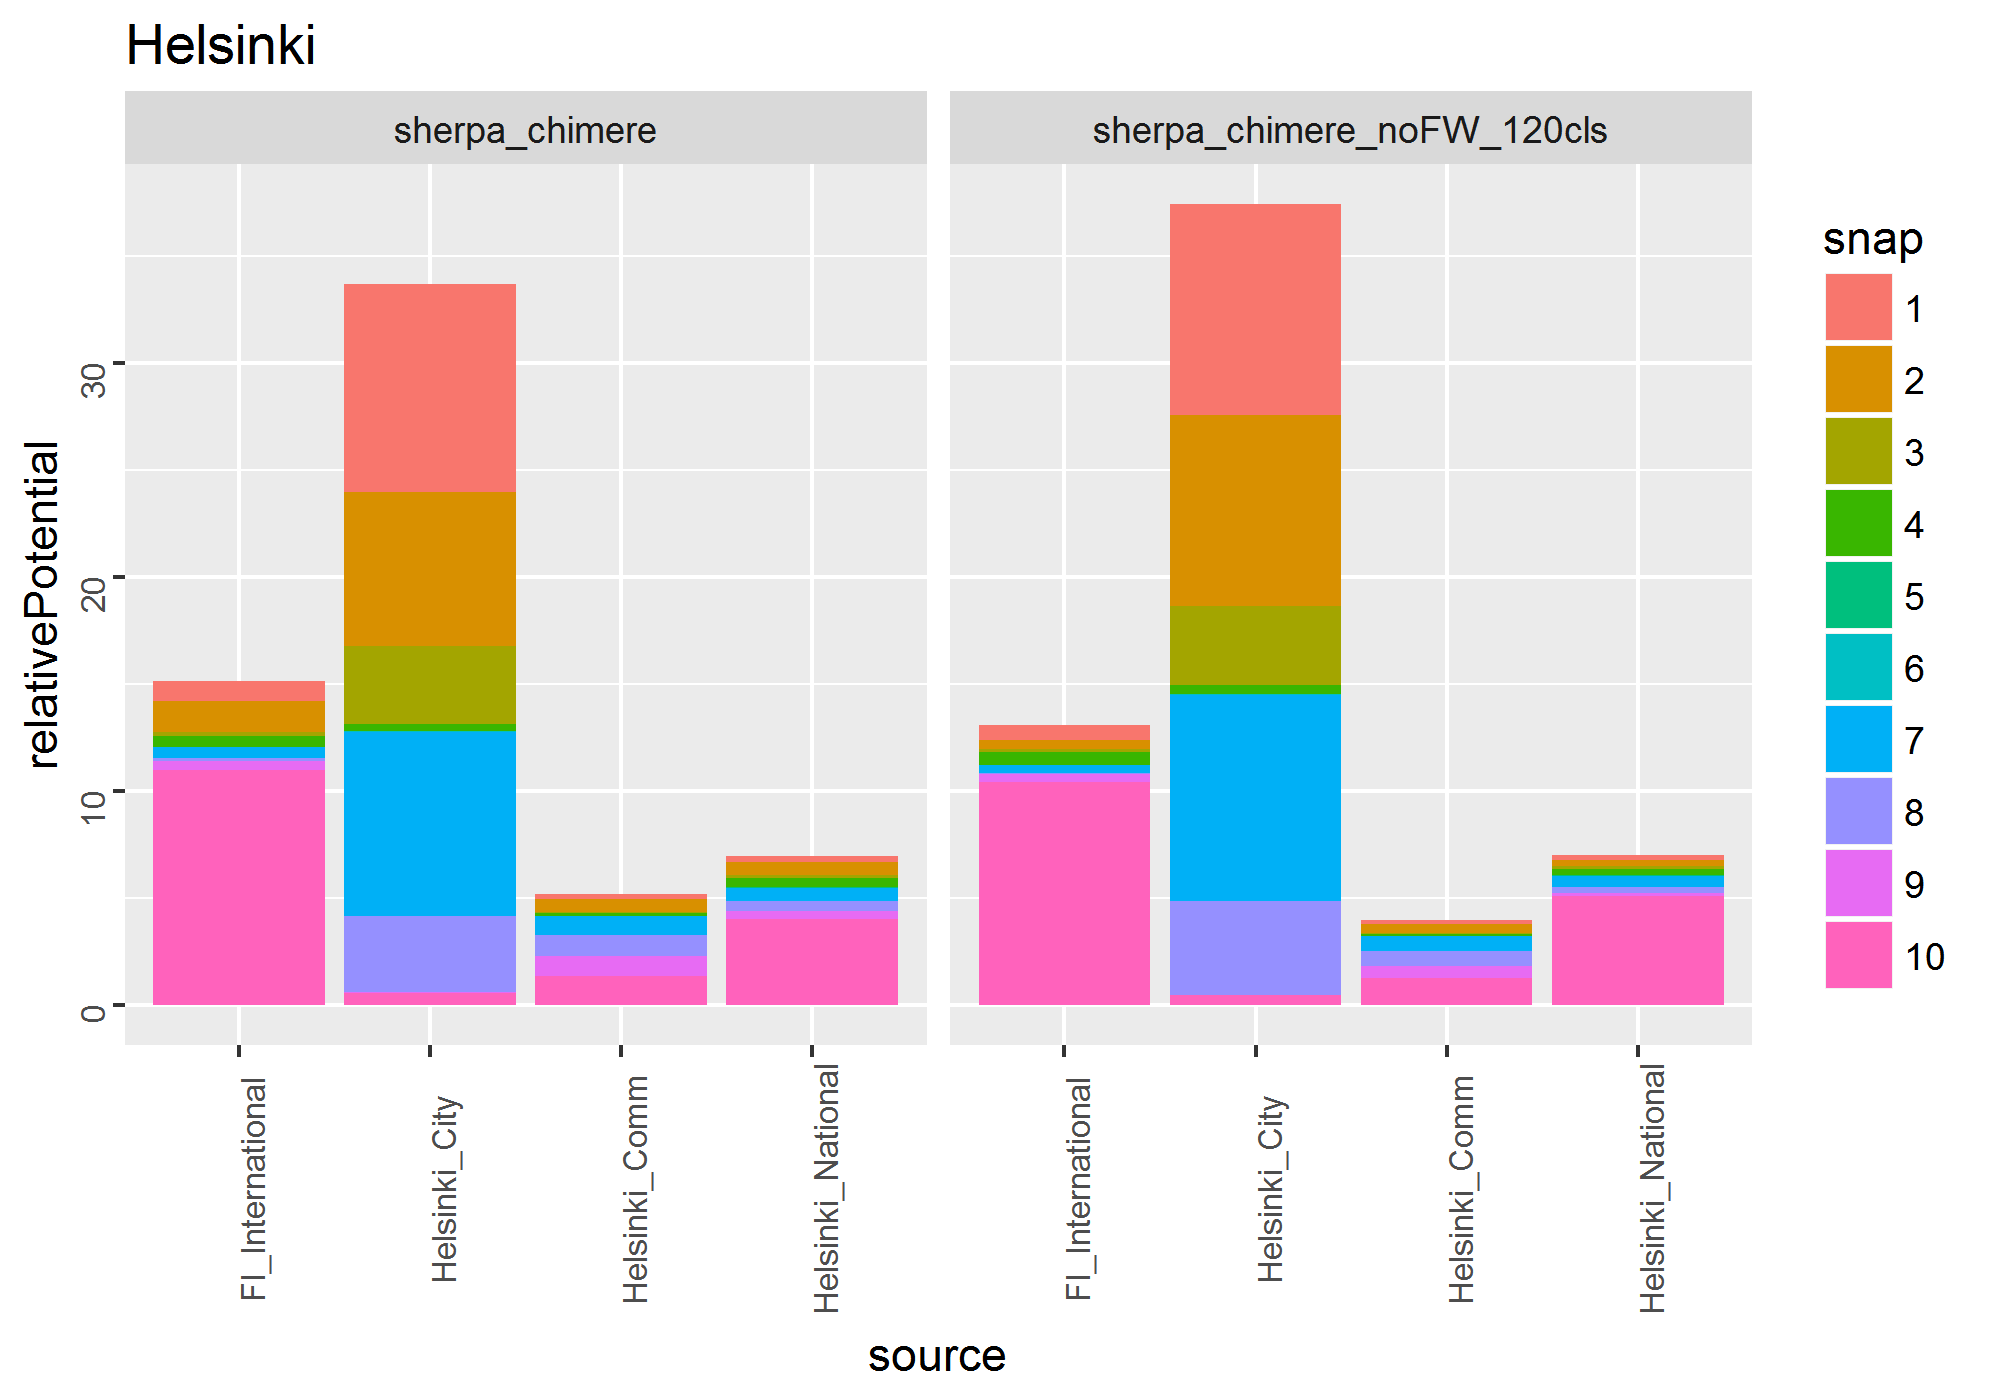 Helsinki
sherpa_chimere
sherpa_chimere_noFW_120cls
relativePotential
30
20
10
0
FI_International
Helsinki_City
Helsinki_Comm
Helsinki_National
FI_International
Helsinki_City
Helsinki_Comm
Helsinki_National
source
snap
1
2
3
4
5
6
7
8
9
10